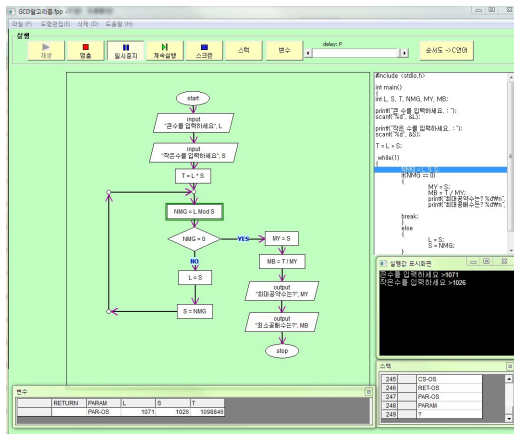 GCD알고리즘.fpp -
파일 (F) 도형편집(E) 삭제 (D) 도움말 (H)
실행
재생
멈춤
일시중지
계속실행
스크린
스택
변수
delay: P
순서도 ->C언어
start
input
"큰수를 입력하세요", L
input
"작은수를 입력하세요", S
T = L * S
NMG = L Mod S
NMG = 0
YES
NO
MY = S
MB = T / MY
L = S
S = NMG
output
"최대공약수는?", MY
output
"최소공배수는?", MB
stop
#include <stdio.h>
int main()
{
int L, S, T, NMG, MY, MB;
printf("큰 수를 입력하세요. : ");
scanf("%d", &L);
printf("작은 수를 입력하세요. : ");
scanf("%d", &S);
T = L * S;
while(1)
{
NMG = L % S;
if(NMG == 0)
{
MY = S;
MB = T / MY;
printf("최대공약수는? %d\n",
printf("최소공배수는? %d\n",
break;
}
else
{
L = S;
S = NMG;
}
실행값 표시화면
큰수를 입력하세요 >1071
작은수를 입력하세요 >1026
스택
245 CS-OS
246 RET-OS
247 PAR-OS
248 PARAM
249 ?
변수
RETURN PARAM L S T
PAR-OS 1071 1026 1098846